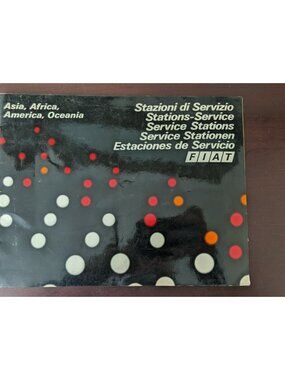 Asia, Africa,
America, Oceania
Stazioni di Servizio
Stations-Service
Service Stations
Service Stationen
Estaciones de Servicio
FIAT